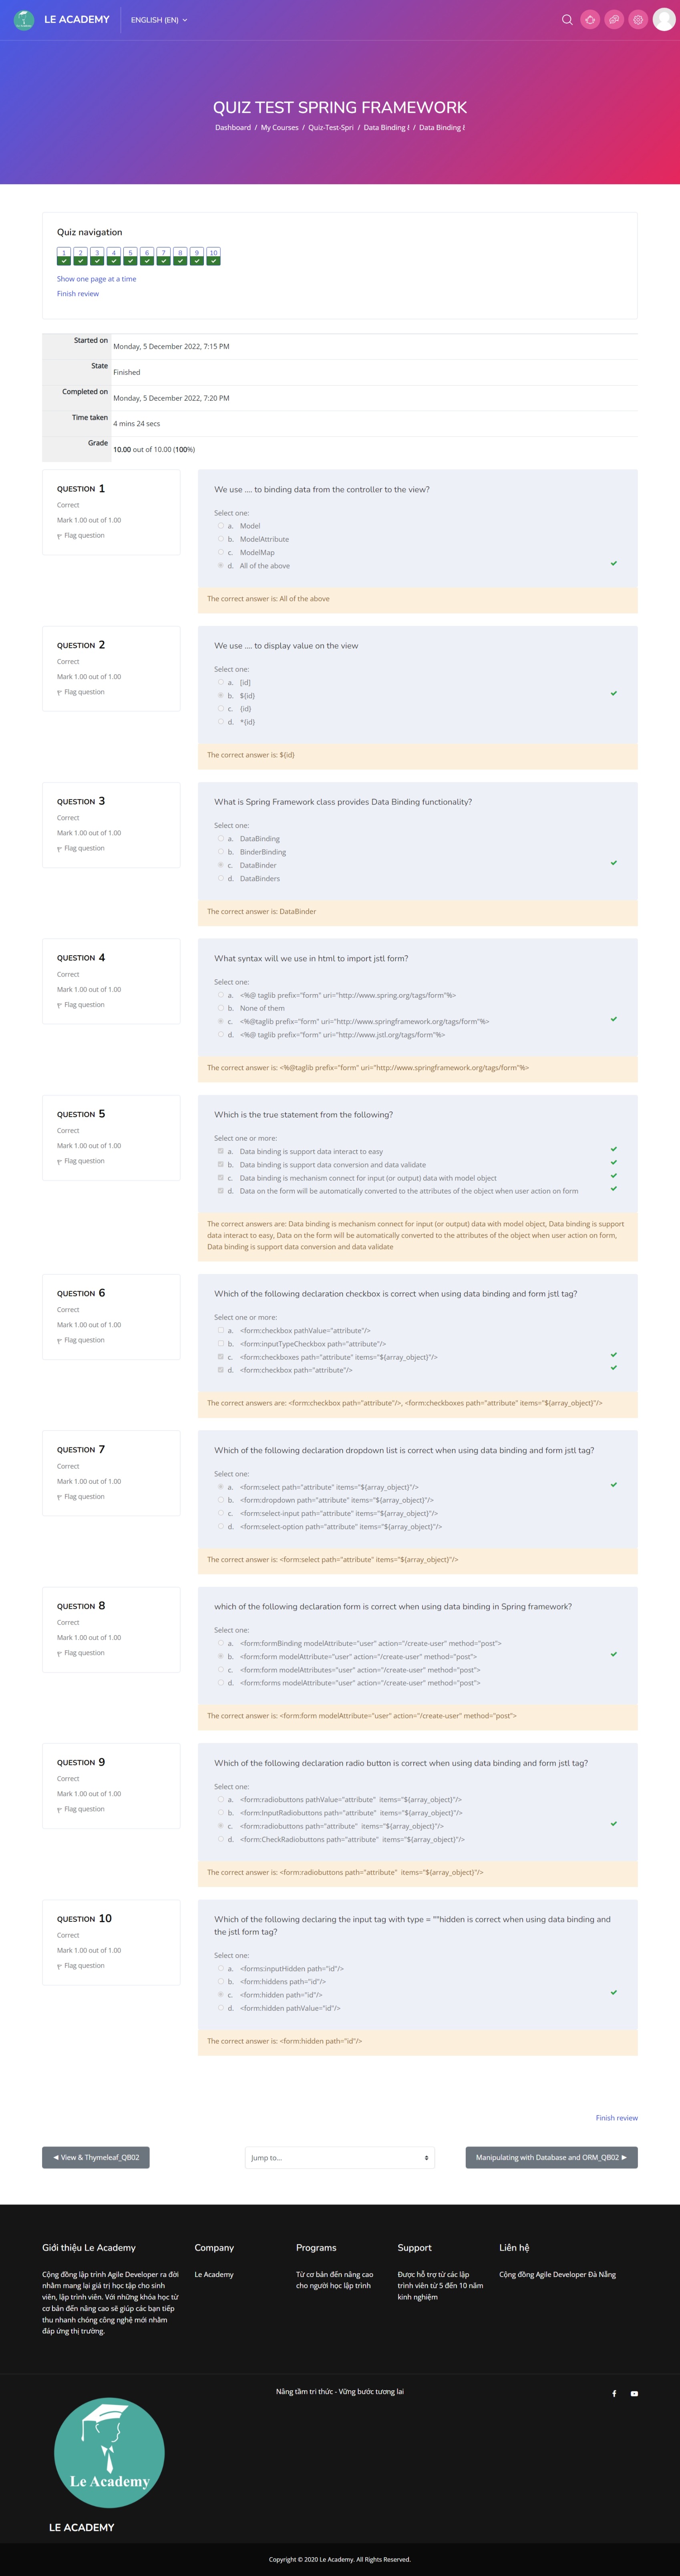 LE ACADEMY
ENGLISH (EN)
QUIZ TEST SPRING FRAMEWORK
Dashboard / My Courses / Quiz-Test-Spri / Data Binding / Data Binding
Quiz navigation
1 2 3 4 5 6 7 8 9 10
Show one page at a time
Finish review
Started on Monday, 5 December 2022, 7:15 PM
State Finished
Completed on Monday, 5 December 2022, 7:20 PM
Time taken 4 mins 24 secs
Grade 10.00 out of 10.00 (100%)
QUESTION 1
Correct
Mark 1.00 out of 1.00
Flag question
We use .... to binding data from the controller to the view?
Select one:
a. Model
b. ModelAttribute
c. ModelMap
d. All of the above
The correct answer is: All of the above
QUESTION 2
Correct
Mark 1.00 out of 1.00
Flag question
We use .... to display value on the view
Select one:
a. [id]
b. ${id}
c. {id}
d. *{id}
The correct answer is: ${id}
QUESTION 3
Correct
Mark 1.00 out of 1.00
Flag question
What is Spring Framework class provides Data Binding functionality?
Select one:
a. DataBinding
b. BinderBinding
c. DataBinder
d. DataBinders
The correct answer is: DataBinder
QUESTION 4
Correct
Mark 1.00 out of 1.00
Flag question
What syntax will we use in html to import jstl form?
Select one:
a. <%@ taglib prefix="form" uri="http://www.spring.org/tags/form"%>
b. None of them
c. <%@taglib prefix="form" uri="http://www.springframework.org/tags/form"%>
d. <%@ taglib prefix="form" uri="http://www.jstl.org/tags/form"%>
The correct answer is: <%@taglib prefix="form" uri="http://www.springframework.org/tags/form"%>
QUESTION 5
Correct
Mark 1.00 out of 1.00
Flag question
Which is the true statement from the following?
Select one or more:
a. Data binding is support data interact to easy
b. Data binding is support data conversion and data validate
c. Data binding is mechanism connect for input (or output) data with model object
d. Data on the form will be automatically converted to the attributes of the object when user action on form
The correct answers are: Data binding is mechanism connect for input (or output) data with model object, Data binding is support
data interact to easy, Data on the form will be automatically converted to the attributes of the object when user action on form,
Data binding is support data conversion and data validate
QUESTION 6
Correct
Mark 1.00 out of 1.00
Flag question
Which of the following declaration checkbox is correct when using data binding and form jstl tag?
Select one or more:
a. <form:checkbox pathValue="attribute"/>
b. <form:inputTypeCheckbox path="attribute"/>
c. <form:checkboxes path="attribute" items="${array_object}"/>
d. <form:checkbox path="attribute"/>
The correct answers are: <form:checkbox path="attribute"/>, <form:checkboxes path="attribute" items="${array_object}"/>
QUESTION 7
Correct
Mark 1.00 out of 1.00
Flag question
Which of the following declaration dropdown list is correct when using data binding and form jstl tag?
Select one:
a. <form:select path="attribute" items="${array_object}"/>
b. <form:dropdown path="attribute" items="${array_object}"/>
c. <form:select-input path="attribute" items="${array_object}"/>
d. <form:select-option path="attribute" items="${array_object}"/>
The correct answer is: <form:select path="attribute" items="${array_object}"/>
QUESTION 8
Correct
Mark 1.00 out of 1.00
Flag question
which of the following declaration form is correct when using data binding in Spring framework?
Select one:
a. <form:formBinding modelAttribute="user" action="/create-user" method="post">
b. <form:form modelAttribute="user" action="/create-user" method="post">
c. <form:form modelAttributes="user" action="/create-user" method="post">
d. <form:forms modelAttribute="user" action="/create-user" method="post">
The correct answer is: <form:form modelAttribute="user" action="/create-user" method="post">
QUESTION 9
Correct
Mark 1.00 out of 1.00
Flag question
Which of the following declaration radio button is correct when using data binding and form jstl tag?
Select one:
a. <form:radiobuttons pathValue="attribute" items="${array_object}"/>
b. <form:InputRadiobuttons path="attribute" items="${array_object}"/>
c. <form:radiobuttons path="attribute" items="${array_object}"/>
d. <form:CheckRadiobuttons path="attribute" items="${array_object}"/>
The correct answer is: <form:radiobuttons path="attribute" items="${array_object}"/>
QUESTION 10
Correct
Mark 1.00 out of 1.00
Flag question
Which of the following declaring the input tag with type = ""hidden is correct when using data binding and
the jstl form tag?
Select one:
a. <forms:inputHidden path="id"/>
b. <form:hiddens path="id"/>
c. <form:hidden path="id"/>
d. <form:hidden pathValue="id"/>
The correct answer is: <form:hidden path="id"/>
Finish review
◄ View & Thymeleaf_QB02
Jump to...
Manipulating with Database and ORM_QB02 ►
Giới thiệu Le Academy
Cộng đồng lập trình Agile Developer ra đời
nhằm mang lại giá trị học tập cho sinh
viên, lập trình viên. Với những khóa học từ
cơ bản đến nâng cao sẽ giúp các bạn tiếp
thu nhanh chóng công nghệ mới nhằm
đáp ứng thị trường.
Company
Le Academy
Programs
Từ cơ bản đến nâng cao
cho người học lập trình
Support
Được hỗ trợ từ các lập
trình viên từ 5 đến 10 năm
kinh nghiệm
Liên hệ
Cộng đồng Agile Developer Đà Nẵng
Nâng tầm tri thức - Vững bước tương lai
Le Academy
LE ACADEMY
Copyright © 2020 Le Academy. All Rights Reserved.